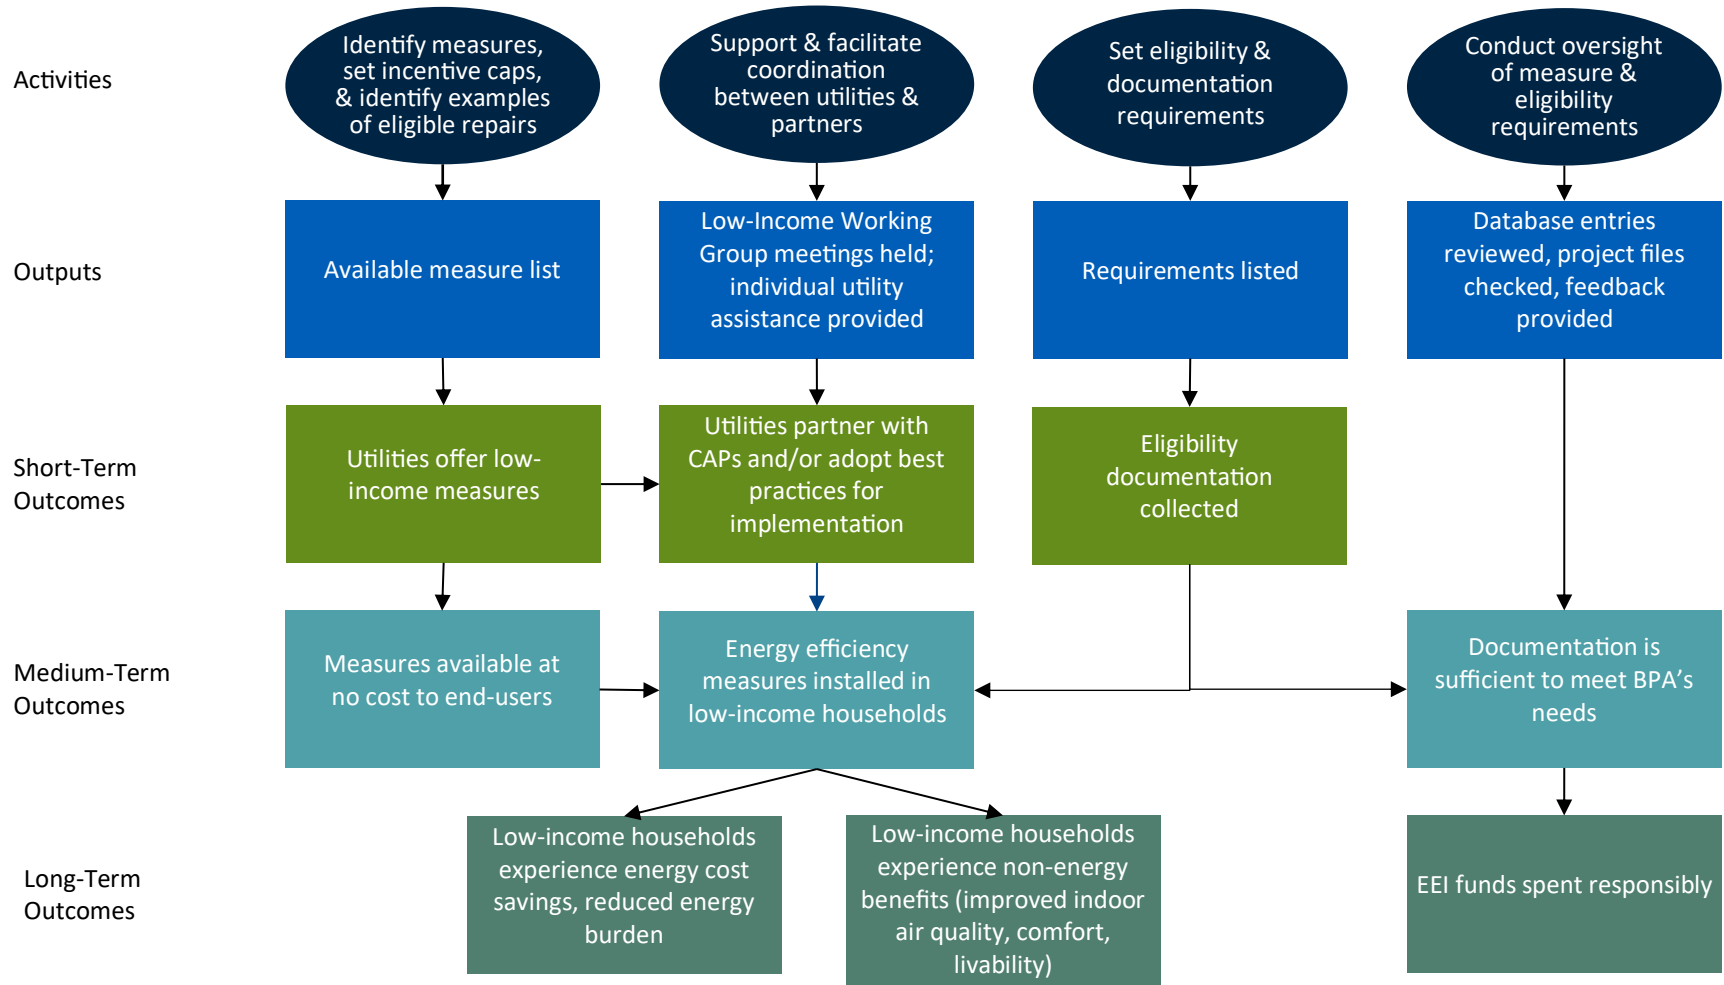 Activities
Identify measures,
set incentive caps,
& identify examples
of eligible repairs
Support & facilitate
coordination
between utilities &
partners
Set eligibility &
documentation
requirements
Conduct oversight
of measure &
eligibility
requirements
Outputs
Available measure list
Low-Income Working
Group meetings held;
individual utility
assistance provided
Requirements listed
Database entries
reviewed, project files
checked, feedback
provided
Short-Term
Outcomes
Utilities offer low-
income measures
Utilities partner with
CAPs and/or adopt best
practices for
implementation
Eligibility
documentation
collected
Medium-Term
Outcomes
Measures available at
no cost to end-users
Energy efficiency
measures installed in
low-income households
Documentation is
sufficient to meet BPA’s
needs
Long-Term
Outcomes
Low-income households
experience energy cost
savings, reduced energy
burden
Low-income households
experience non-energy
benefits (improved indoor
air quality, comfort,
livability)
EEI funds spent responsibly